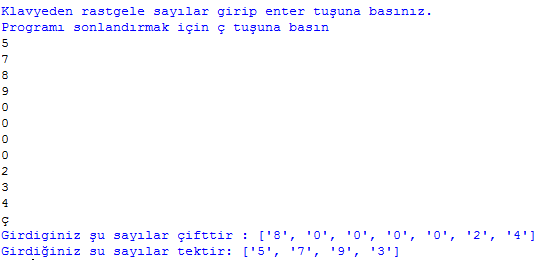 Klavyeden rastgele sayılar girip enter tuşuna basınız.
Programı sonlandırmak için ç tuşuna basın
5
7
8
9
0
0
0
0
2
3
4
ç
Girdiginiz şu sayılar çifttir : ['8', '0', '0', '0', '0', '2', '4']
Girdiğiniz su sayılar tektir: ['5', '7', '9', '3']